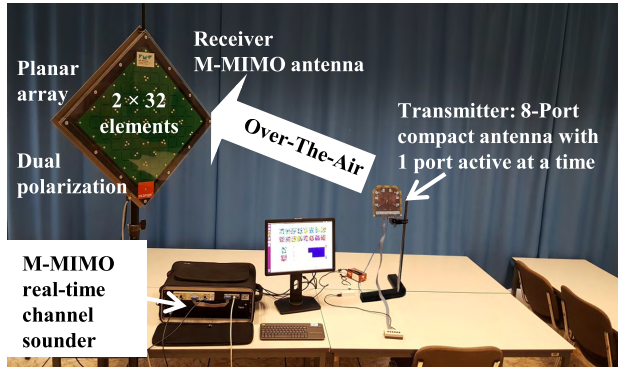 Receiver
M-MIMO antenna
Planar
array
2 × 32
elements
Dual
polarization
Over-The-Air
Transmitter: 8-Port
compact antenna with
1 port active at a time
M-MIMO
real-time
channel
sounder